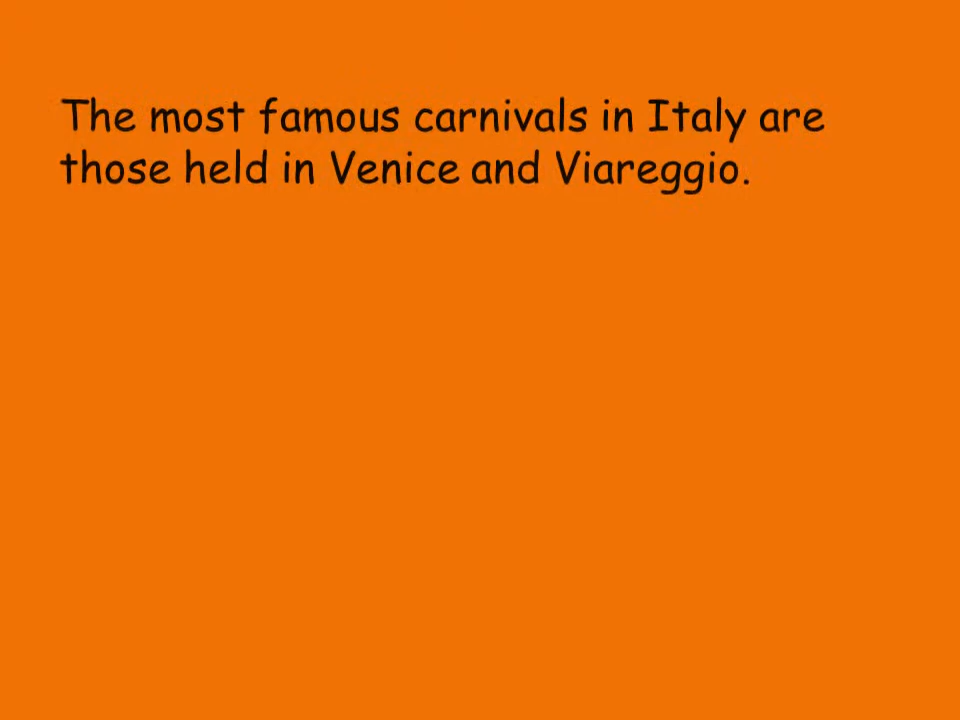 The most famous carnivals in Italy are
those held in Venice and Viareggio.